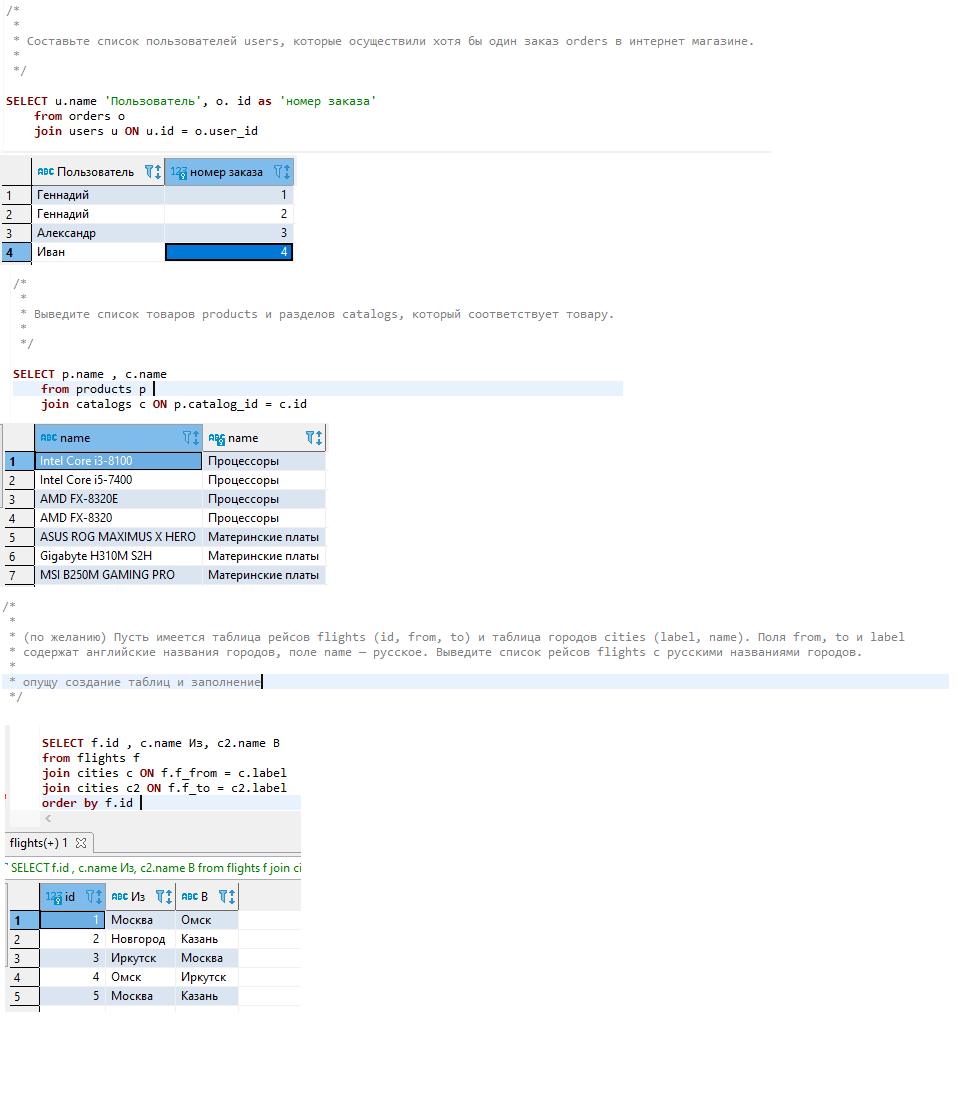 /*
*
* Составьте список пользователей users, которые осуществили хотя бы один заказ orders в интернет магазине.
*
*/
SELECT u.name 'Пользователь', o. id as 'номер заказа'
from orders o
join users u ON u.id = o.user_id
ABC Пользователь 123 номер заказа
1 Геннадий 1
2 Геннадий 2
3 Александр 3
4 Иван 4
/*
*
* Выведите список товаров products и разделов catalogs, который соответствует товару.
*
*/
SELECT p.name , c.name
from products p
join catalogs c ON p.catalog_id = c.id
ABC name ABC name
1 Intel Core i3-8100 Процессоры
2 Intel Core i5-7400 Процессоры
3 AMD FX-8320E Процессоры
4 AMD FX-8320 Процессоры
5 ASUS ROG MAXIMUS X HERO Материнские платы
6 Gigabyte H310M S2H Материнские платы
7 MSI B250M GAMING PRO Материнские платы
/*
*
* (по желанию) Пусть имеется таблица рейсов flights (id, from, to) и таблица городов cities (label, name). Поля from, to и label
* содержат английские названия городов, поле name — русское. Выведите список рейсов flights с русскими названиями городов.
*
* опущу создание таблиц и заполнение
*/
SELECT f.id , c.name Из, c2.name В
from flights f
join cities c ON f.f_from = c.label
join cities c2 ON f.f_to = c2.label
order by f.id
flights(+) 1
SELECT f.id , c.name Из, c2.name В from flights f join ci
123 id ABC Из ABC В
1 1 Москва Омск
2 2 Новгород Казань
3 3 Иркутск Москва
4 4 Омск Иркутск
5 5 Москва Казань